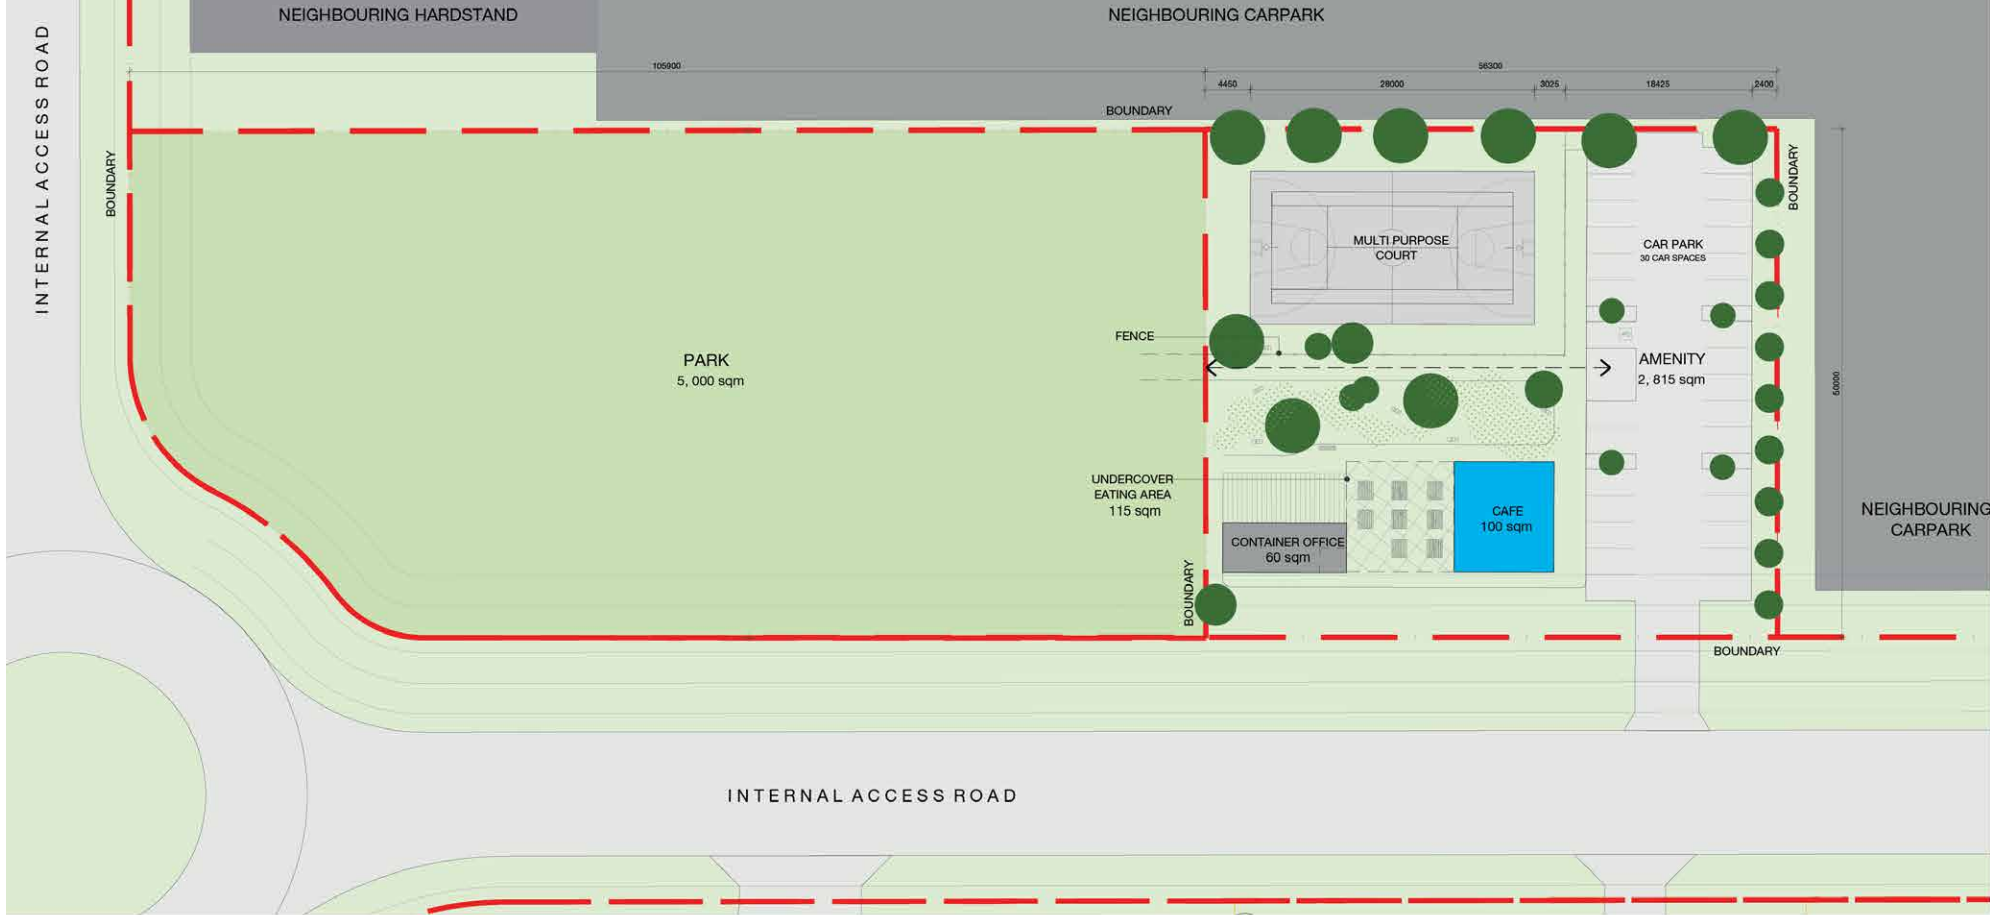 NEIGHBOURING HARDSTAND
NEIGHBOURING CARPARK
INTERNAL ACCESS ROAD
105900
56300
4450
28000
3025
18425
2400
BOUNDARY
BOUNDARY
BOUNDARY
MULTI PURPOSE
COURT
CAR PARK
30 CAR SPACES
FENCE
PARK
5, 000 sqm
AMENITY
2, 815 sqm
50000
UNDERCOVER
EATING AREA
115 sqm
CAFE
100 sqm
NEIGHBOURING
CARPARK
CONTAINER OFFICE
60 sqm
BOUNDARY
BOUNDARY
INTERNAL ACCESS ROAD